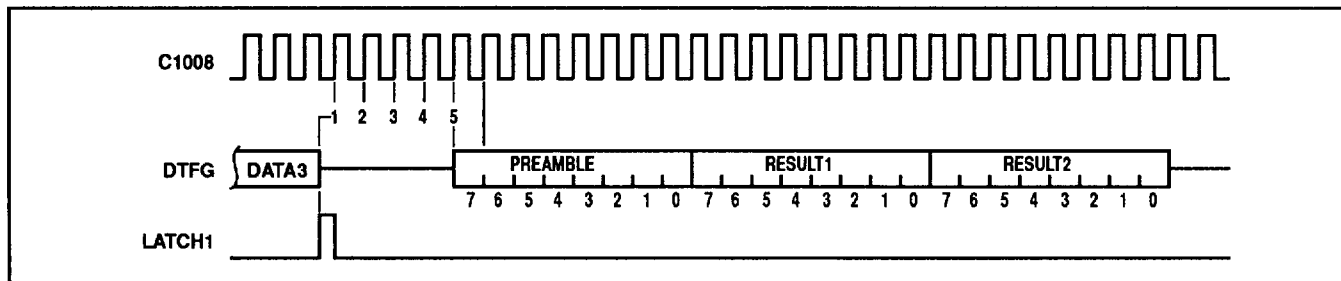 C1008
1 2 3 4 5
DTFG DATA3 PREAMBLE RESULT1 RESULT2
7 6 5 4 3 2 1 0 7 6 5 4 3 2 1 0 7 6 5 4 3 2 1 0
LATCH1